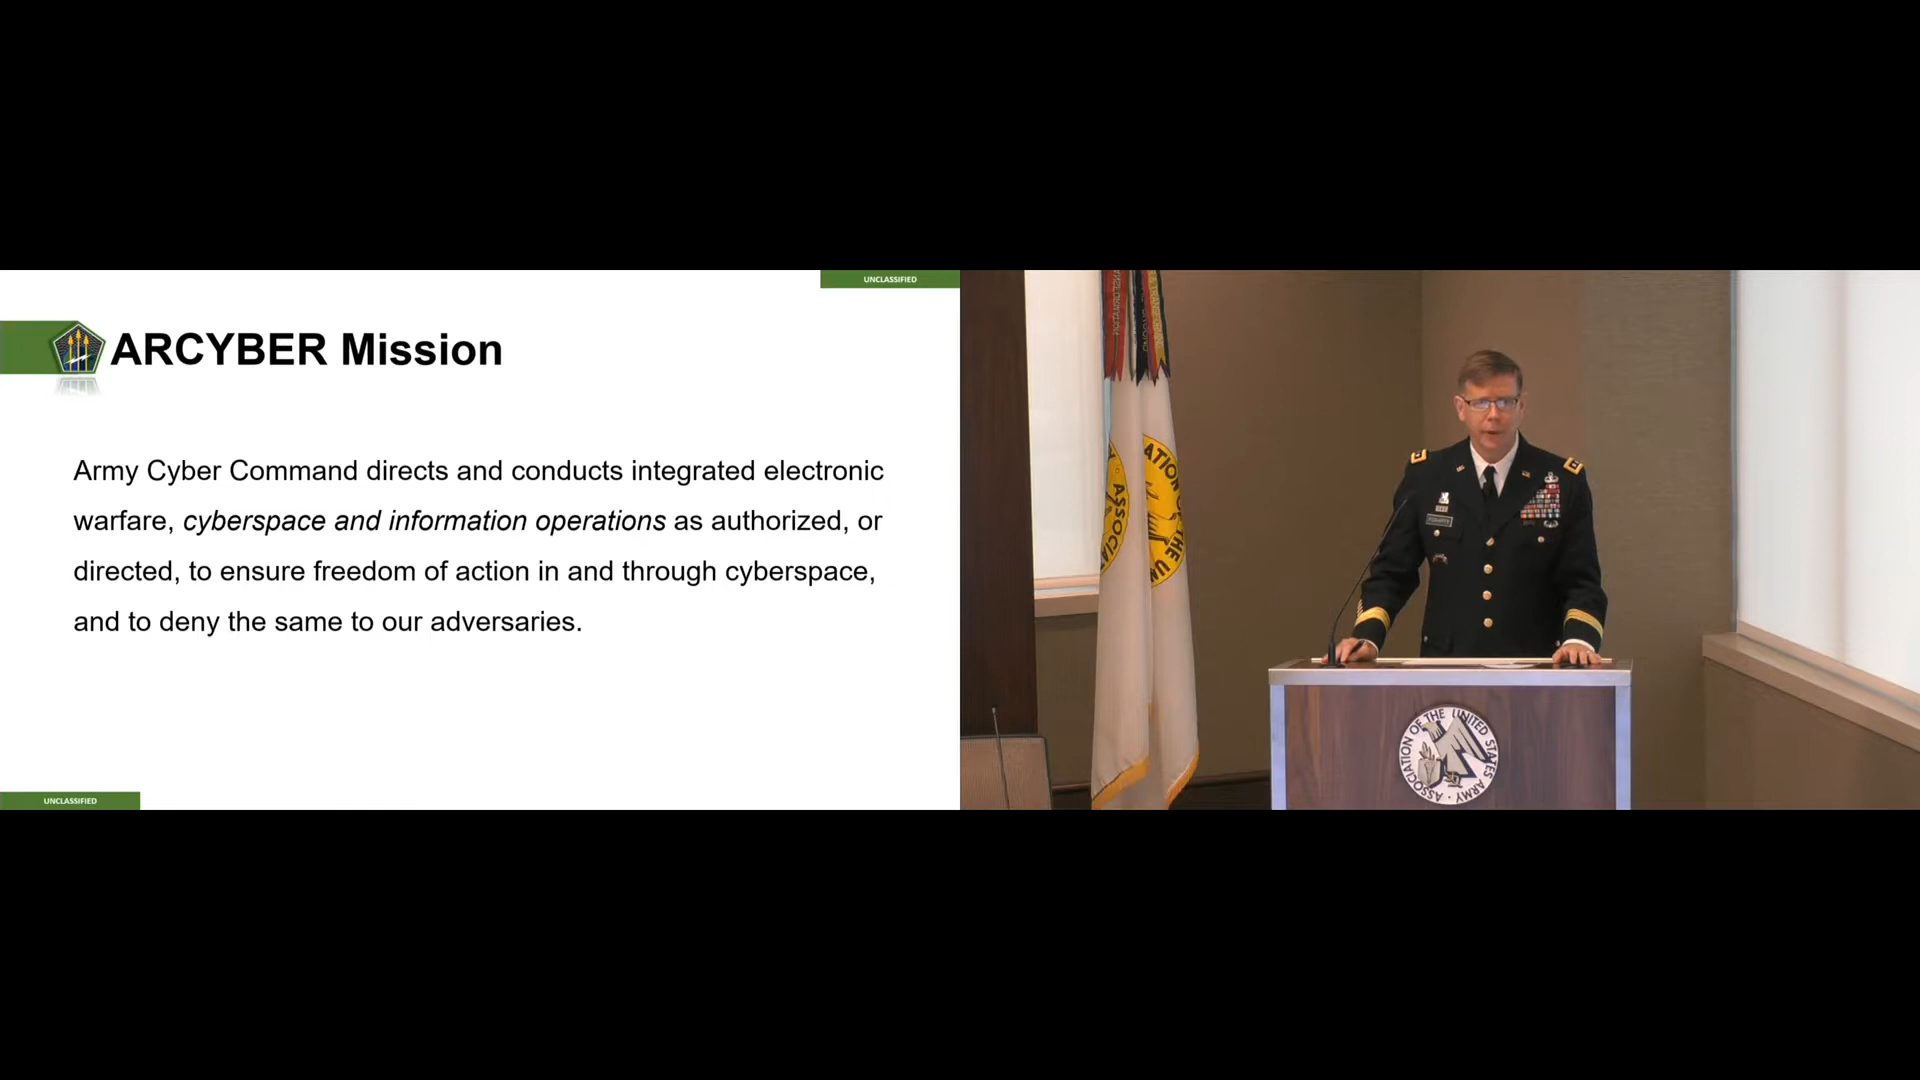 UNCLASSIFIED
ARCYBER Mission
Army Cyber Command directs and conducts integrated electronic
warfare, cyberspace and information operations as authorized, or
directed, to ensure freedom of action in and through cyberspace,
and to deny the same to our adversaries.
UNCLASSIFIED
ASSOCIATION OF THE UNITED STATES ARMY